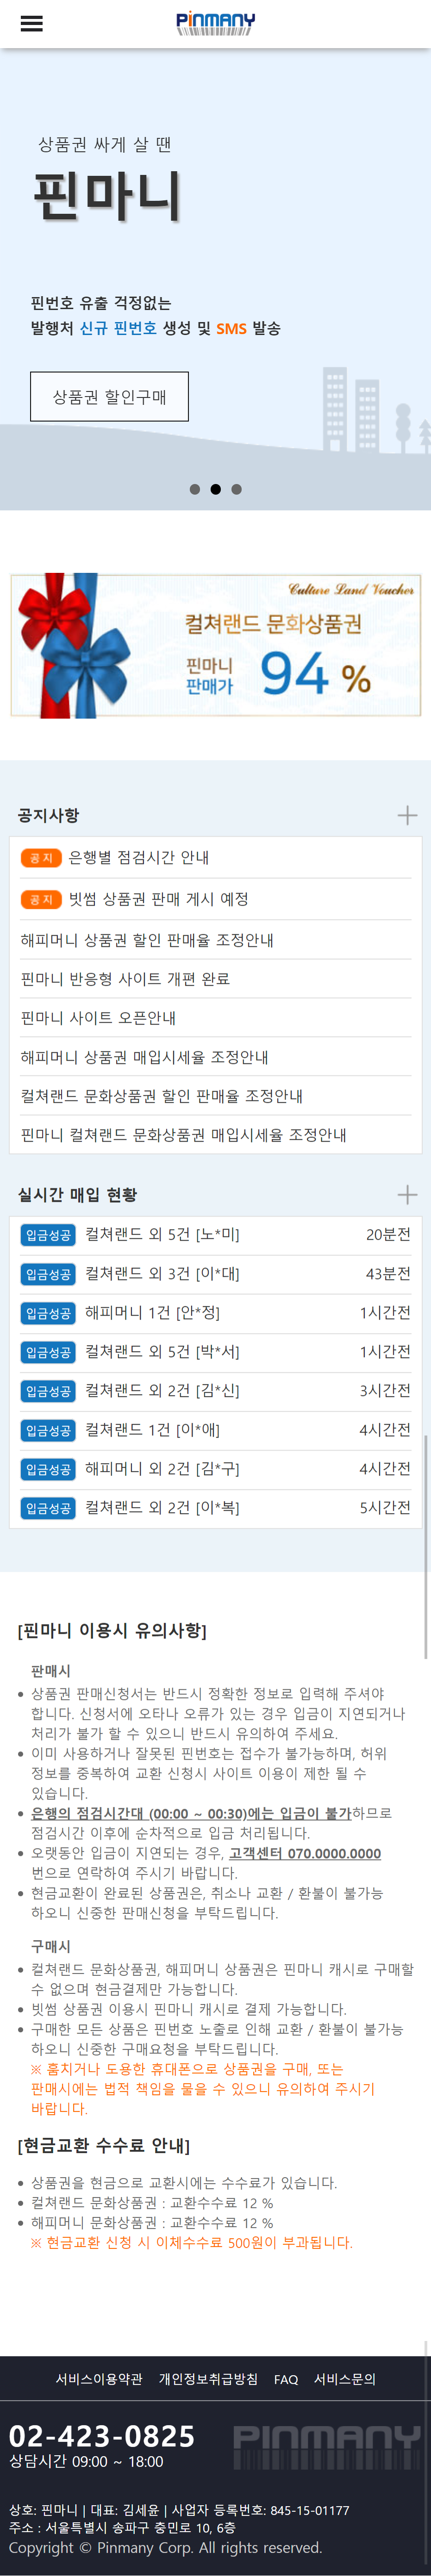 PINMANY
상품권 싸게 살 땐
핀마니
핀번호 유출 걱정없는
발행처 신규 핀번호 생성 및 SMS 발송
상품권 할인구매
Culture Land Voucher
컬쳐랜드 문화상품권
핀마니
판매가 94 %
공지사항
공 지 은행별 점검시간 안내
공 지 빗썸 상품권 판매 게시 예정
해피머니 상품권 할인 판매율 조정안내
핀마니 반응형 사이트 개편 완료
핀마니 사이트 오픈안내
해피머니 상품권 매입시세율 조정안내
컬쳐랜드 문화상품권 할인 판매율 조정안내
핀마니 컬쳐랜드 문화상품권 매입시세율 조정안내
실시간 매입 현황
입금성공 컬쳐랜드 외 5건 [노*미] 20분전
입금성공 컬쳐랜드 외 3건 [이*대] 43분전
입금성공 해피머니 1건 [안*정] 1시간전
입금성공 컬쳐랜드 외 5건 [박*서] 1시간전
입금성공 컬쳐랜드 외 2건 [김*신] 3시간전
입금성공 컬쳐랜드 1건 [이*애] 4시간전
입금성공 해피머니 외 2건 [김*구] 4시간전
입금성공 컬쳐랜드 외 2건 [이*복] 5시간전
[핀마니 이용시 유의사항]
판매시
• 상품권 판매신청서는 반드시 정확한 정보로 입력해 주셔야
합니다. 신청서에 오타나 오류가 있는 경우 입금이 지연되거나
처리가 불가 할 수 있으니 반드시 유의하여 주세요.
• 이미 사용하거나 잘못된 핀번호는 접수가 불가능하며, 허위
정보를 중복하여 교환 신청시 사이트 이용이 제한 될 수
있습니다.
• 은행의 점검시간대 (00:00 ~ 00:30)에는 입금이 불가하므로
점검시간 이후에 순차적으로 입금 처리됩니다.
• 오랫동안 입금이 지연되는 경우, 고객센터 070.0000.0000
번으로 연락하여 주시기 바랍니다.
• 현금교환이 완료된 상품권은, 취소나 교환 / 환불이 불가능
하오니 신중한 판매신청을 부탁드립니다.
구매시
• 컬쳐랜드 문화상품권, 해피머니 상품권은 핀마니 캐시로 구매할
수 없으며 현금결제만 가능합니다.
• 빗썸 상품권 이용시 핀마니 캐시로 결제 가능합니다.
• 구매한 모든 상품은 핀번호 노출로 인해 교환 / 환불이 불가능
하오니 신중한 구매요청을 부탁드립니다.
※ 훔치거나 도용한 휴대폰으로 상품권을 구매, 또는
판매시에는 법적 책임을 물을 수 있으니 유의하여 주시기
바랍니다.
[현금교환 수수료 안내]
• 상품권을 현금으로 교환시에는 수수료가 있습니다.
• 컬쳐랜드 문화상품권 : 교환수수료 12 %
• 해피머니 문화상품권 : 교환수수료 12 %
※ 현금교환 신청 시 이체수수료 500원이 부과됩니다.
서비스이용약관 개인정보취급방침 FAQ 서비스문의
02-423-0825
상담시간 09:00 ~ 18:00
PINMANY
상호: 핀마니 | 대표: 김세윤 | 사업자 등록번호: 845-15-01177
주소 : 서울특별시 송파구 충민로 10, 6층
Copyright © Pinmany Corp. All rights reserved.